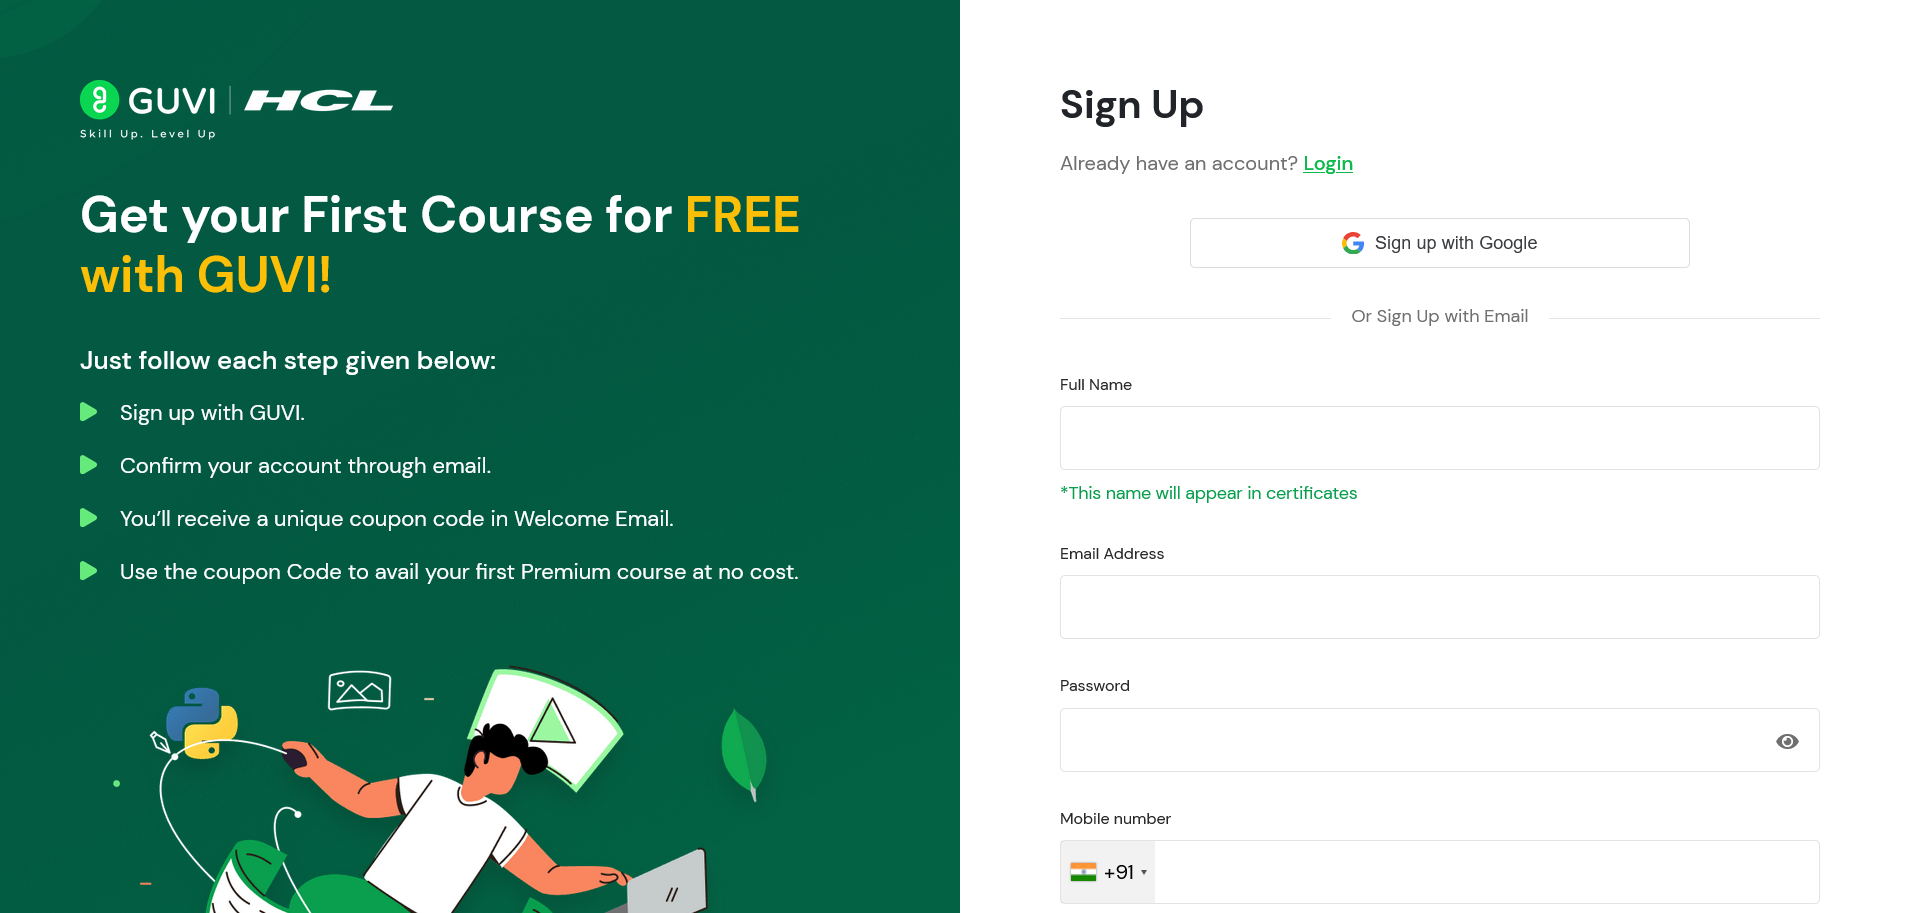 GUVI | HCL
Skill Up. Level Up
Get your First Course for FREE
with GUVI!
Just follow each step given below:
Sign up with GUVI.
Confirm your account through email.
You’ll receive a unique coupon code in Welcome Email.
Use the coupon Code to avail your first Premium course at no cost.
//
Sign Up
Already have an account? Login
Sign up with Google
Or Sign Up with Email
Full Name
*This name will appear in certificates
Email Address
Password
Mobile number
+91